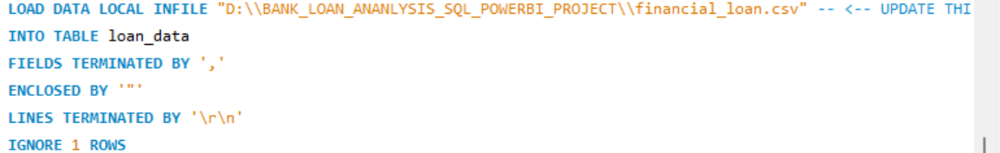 LOAD DATA LOCAL INFILE "D:\\BANK_LOAN_ANANLYSIS_SQL_POWERBI_PROJECT\\financial_loan.csv" -- <-- UPDATE THI
INTO TABLE loan_data
FIELDS TERMINATED BY ','
ENCLOSED BY '"'
LINES TERMINATED BY '\r\n'
IGNORE 1 ROWS